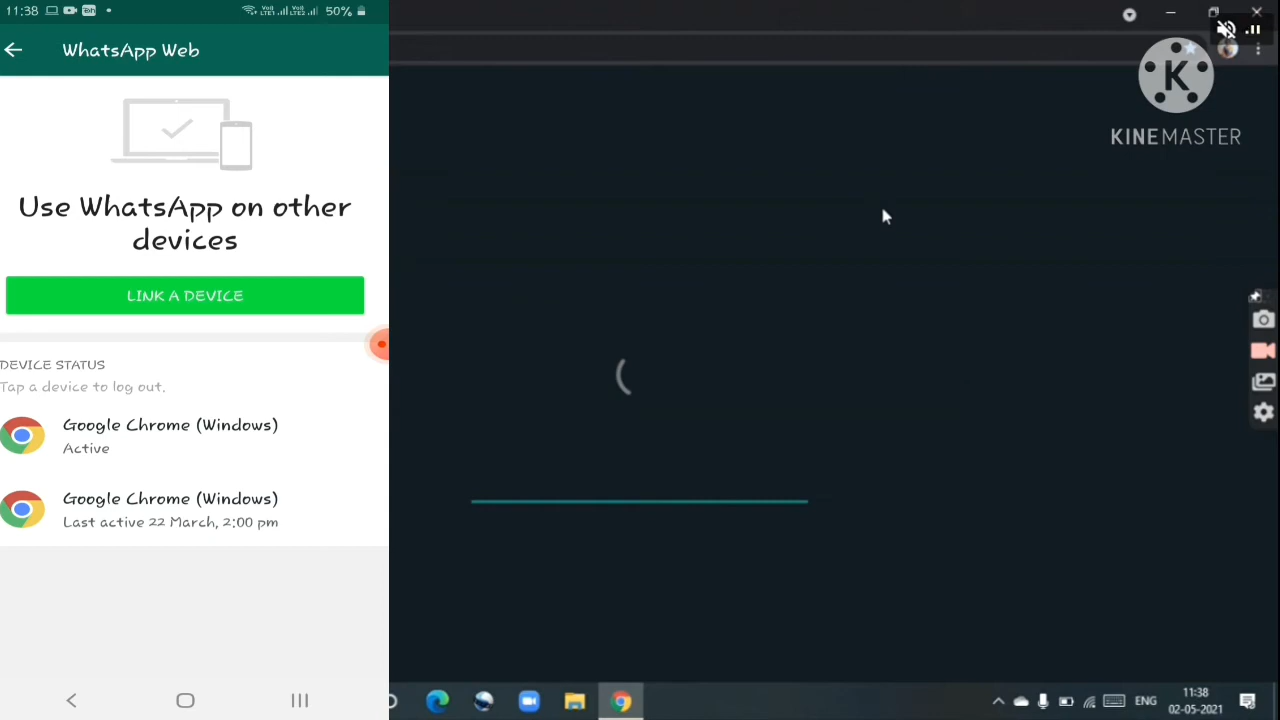 11:38
50%
WhatsApp Web
Use WhatsApp on other
devices
LINK A DEVICE
DEVICE STATUS
Tap a device to log out.
Google Chrome (Windows)
Active
Google Chrome (Windows)
Last active 22 March, 2:00 pm
K
KINEMASTER
ENG
11:38
02-05-2021